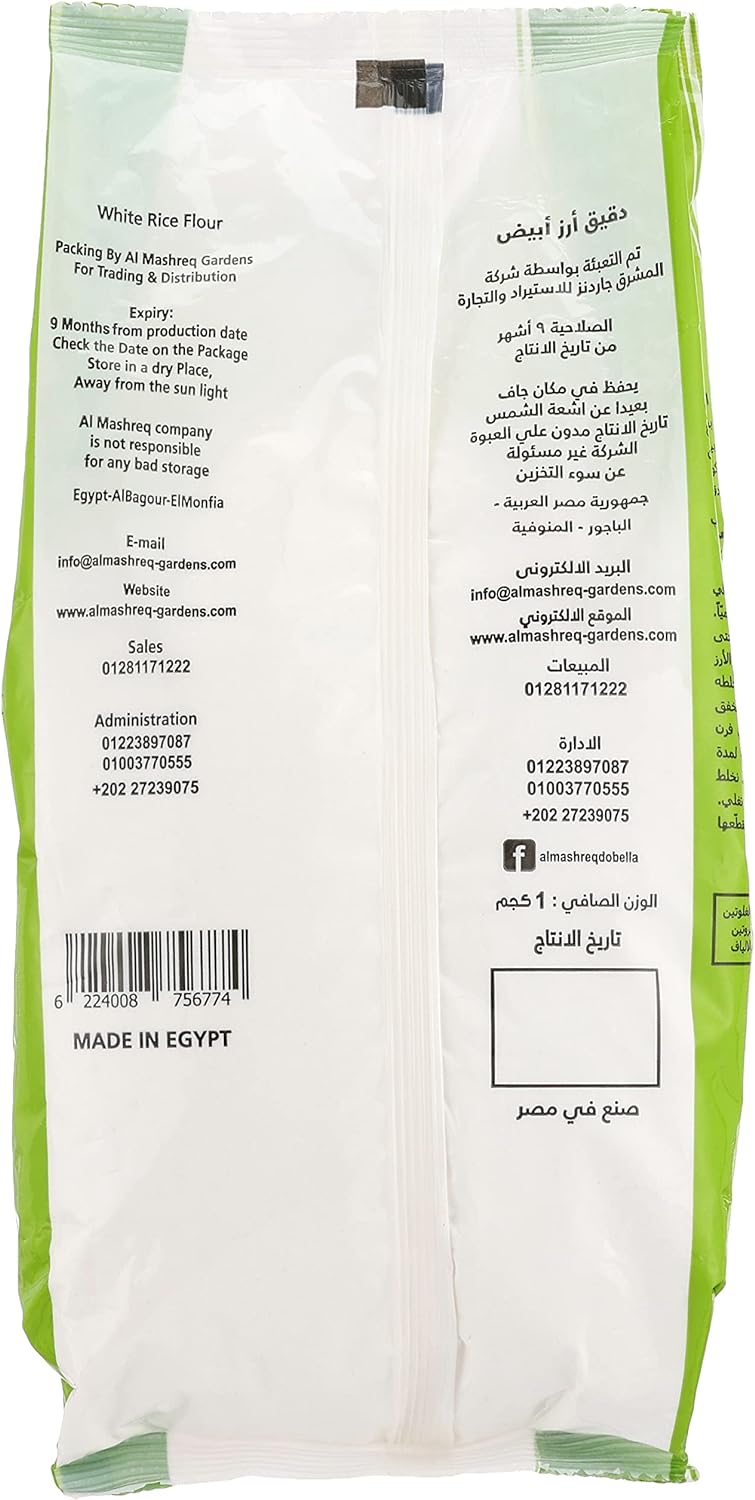 White Rice Flour
Packing By Al Mashreq Gardens
For Trading & Distribution
Expiry:
9 Months from production date
Check the Date on the Package
Store in a dry Place,
Away from the sun light
Al Mashreq company
is not responsible
for any bad storage
Egypt-AlBagour-ElMonfia
E-mail
info@almashreq-gardens.com
Website
www.almashreq-gardens.com
Sales
01281171222
Administration
01223897087
01003770555
+202 27239075
6 224008 756774
MADE IN EGYPT
دقيق أرز أبيض
تم التعبئة بواسطة شركة
المشرق جاردنز للاستيراد والتجارة
الصلاحية ٩ أشهر
من تاريخ الانتاج
يحفظ في مكان جاف
بعيدا عن اشعة الشمس
تاريخ الانتاج مدون علي العبوة
الشركة غير مسئولة
عن سوء التخزين
جمهورية مصر العربية -
الباجور - المنوفية
البريد الالكترونى
info@almashreq-gardens.com
الموقع الالكتروني
www.almashreq-gardens.com
المبيعات
01281171222
الادارة
01223897087
01003770555
+202 27239075
f almashreqdobella
الوزن الصافي : 1 كجم
تاريخ الانتاج
صنع في مصر
الأرز
فرن
لمدة
نخلط